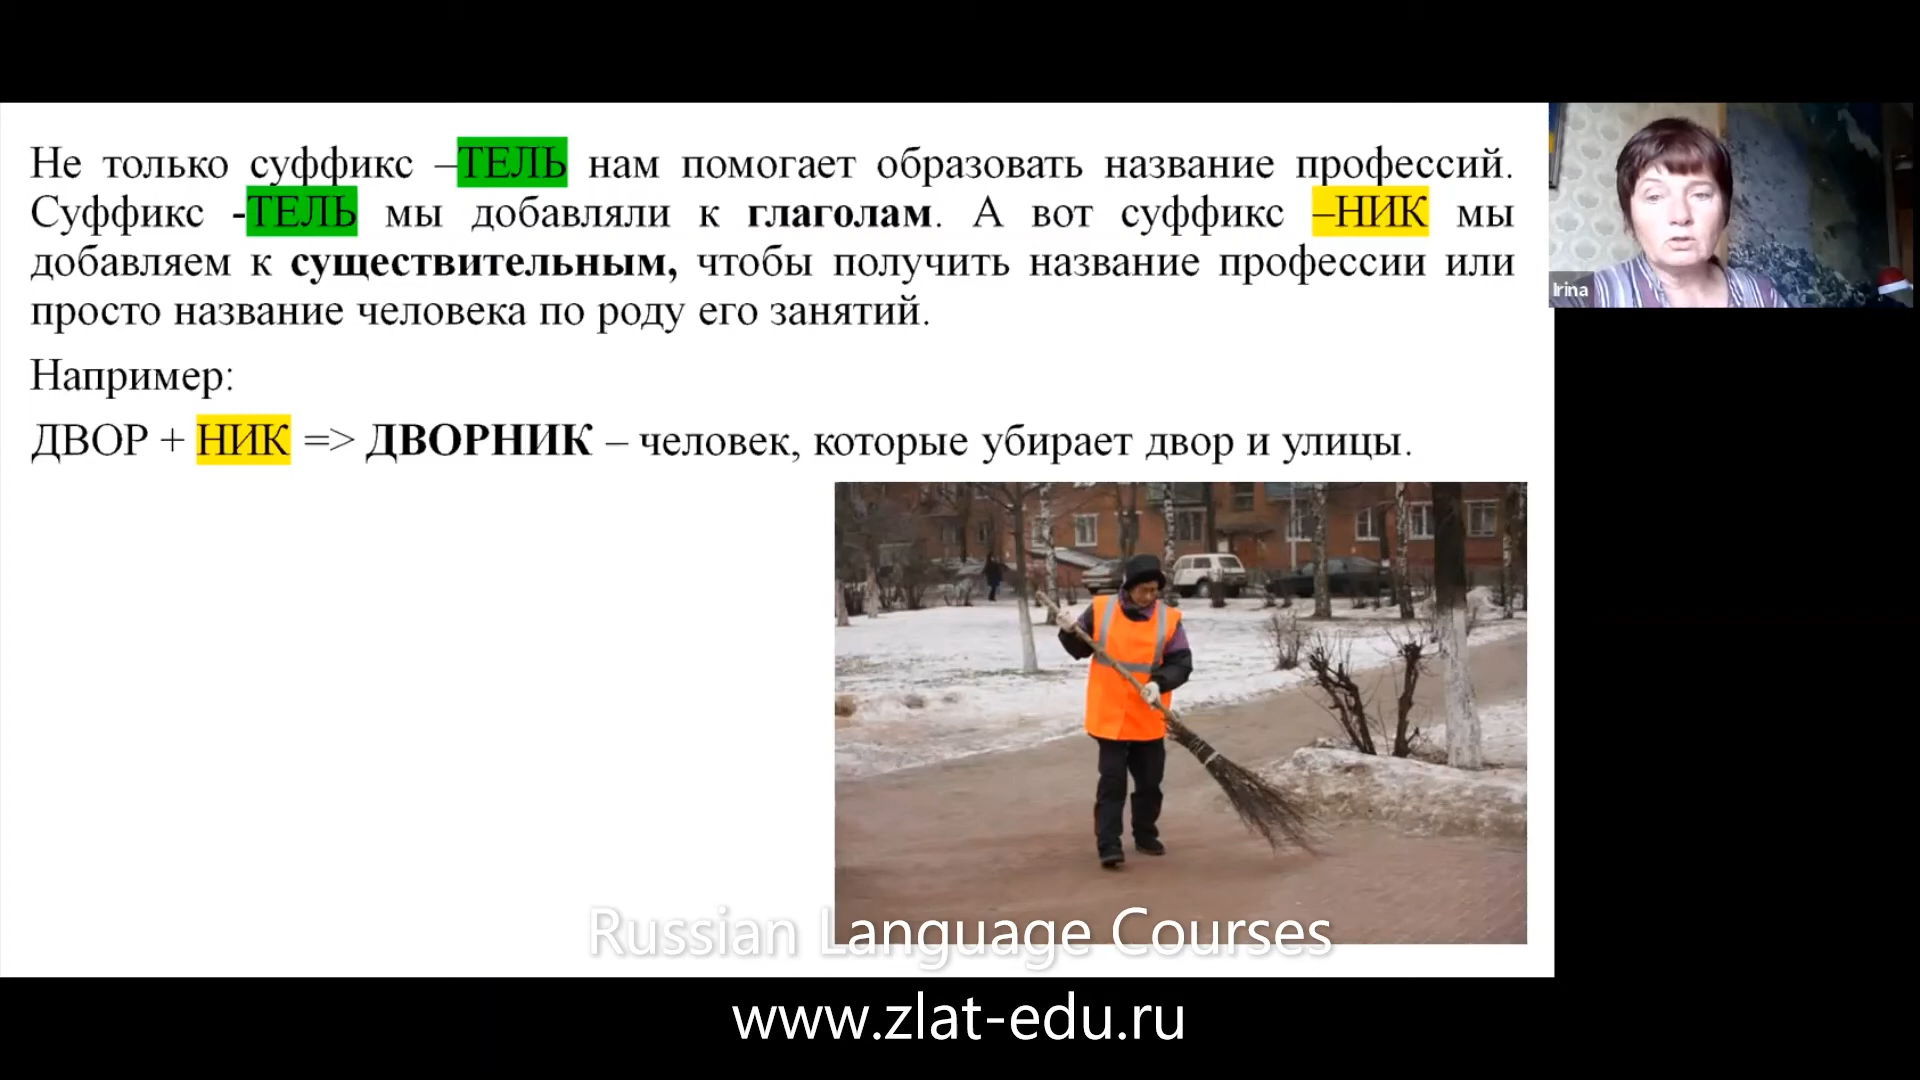 Не только суффикс –ТЕЛЬ нам помогает образовать название профессий.
Суффикс -ТЕЛЬ мы добавляли к глаголам. А вот суффикс –НИК мы
добавляем к существительным, чтобы получить название профессии или
просто название человека по роду его занятий.
Например:
ДВОР + НИК => ДВОРНИК – человек, которые убирает двор и улицы.
Irina
Russian Language Courses
www.zlat-edu.ru